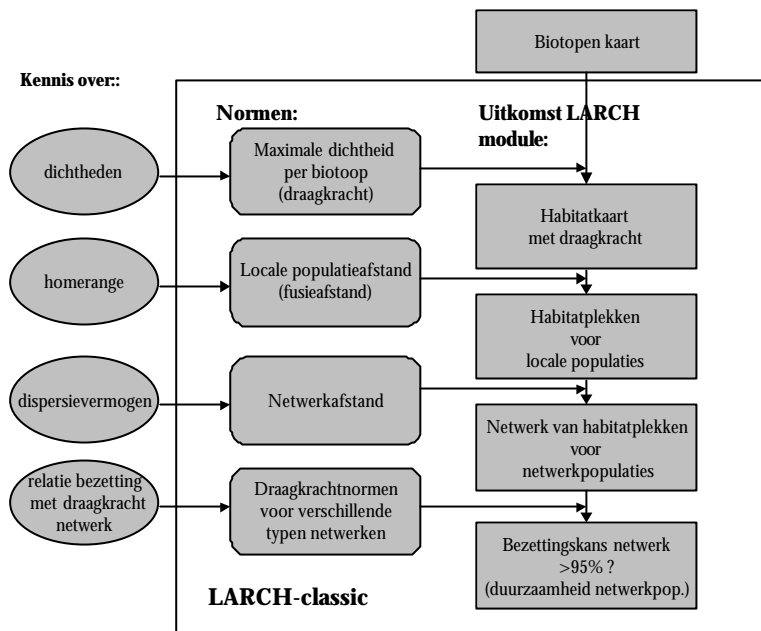 Biotopen kaart
Kennis over::
Normen:
Uitkomst LARCH
module:
dichtheden
Maximale dichtheid
per biotoop
(draagkracht)
Habitatkaart
met draagkracht
homerange
Locale populatieafstand
(fusieafstand)
Habitatplekken
voor
locale populaties
dispersievermogen
Netwerkafstand
Netwerk van habitatplekken
voor
netwerkpopulaties
relatie bezetting
met draagkracht
netwerk
Draagkrachtnormen
voor verschillende
typen netwerken
Bezettingskans netwerk
>95% ?
(duurzaamheid netwerkpop.)
LARCH-classic